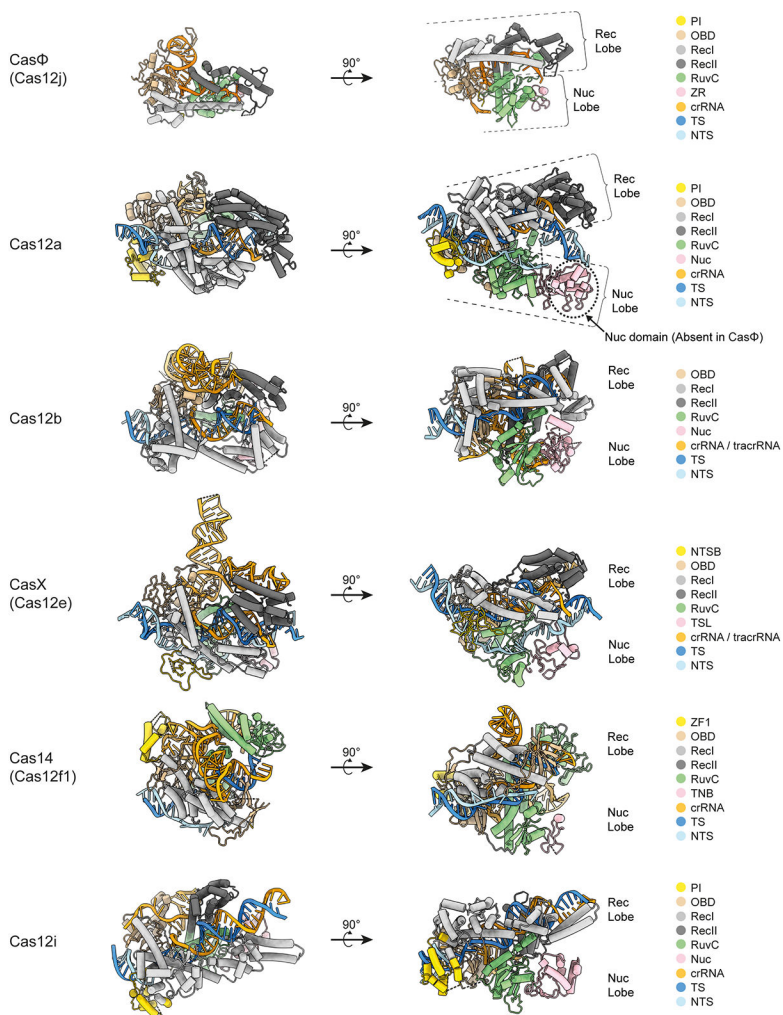 CasΦ
(Cas12j)
90°
Rec
Lobe
Nuc
Lobe
PI
OBD
RecI
RecII
RuvC
ZR
crRNA
TS
NTS
Cas12a
90°
Rec
Lobe
Nuc
Lobe
Nuc domain (Absent in CasΦ)
PI
OBD
RecI
RecII
RuvC
Nuc
crRNA
TS
NTS
Cas12b
90°
Rec
Lobe
Nuc
Lobe
OBD
RecI
RecII
RuvC
Nuc
crRNA / tracrRNA
TS
NTS
CasX
(Cas12e)
90°
Rec
Lobe
Nuc
Lobe
NTSB
OBD
RecI
RecII
RuvC
TSL
crRNA / tracrRNA
TS
NTS
Cas14
(Cas12f1)
90°
Rec
Lobe
Nuc
Lobe
ZF1
OBD
RecI
RecII
RuvC
TNB
crRNA
TS
NTS
Cas12i
90°
Rec
Lobe
Nuc
Lobe
PI
OBD
RecI
RecII
RuvC
Nuc
crRNA
TS
NTS